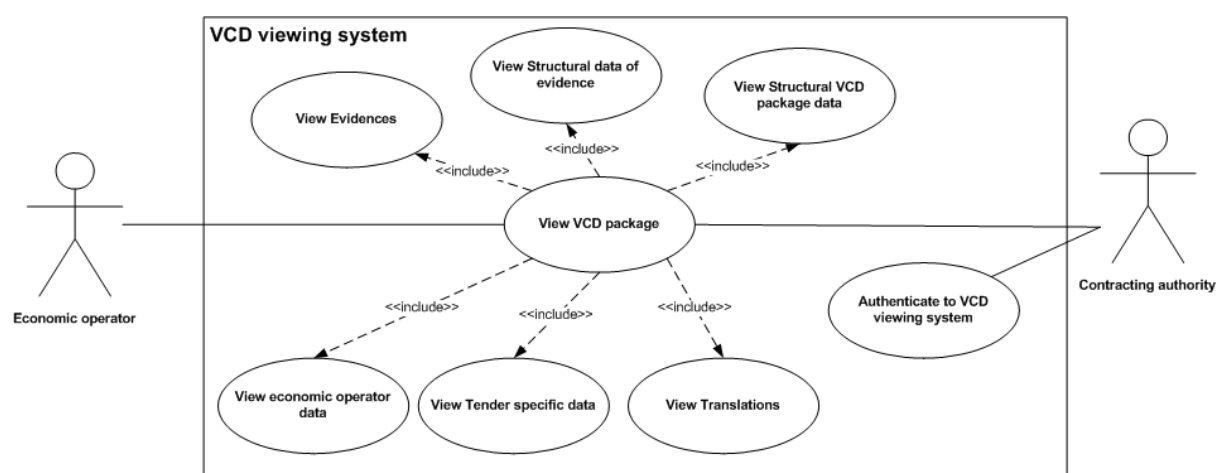 VCD viewing system
View Structural data of
evidence
View Structural VCD
package data
View Evidences
<<include>>
<<include>>
<<include>>
View VCD package
Economic operator
Contracting authority
Authenticate to VCD
viewing system
<<include>>
<<include>>
<<include>>
View economic operator
data
View Tender specific data
View Translations